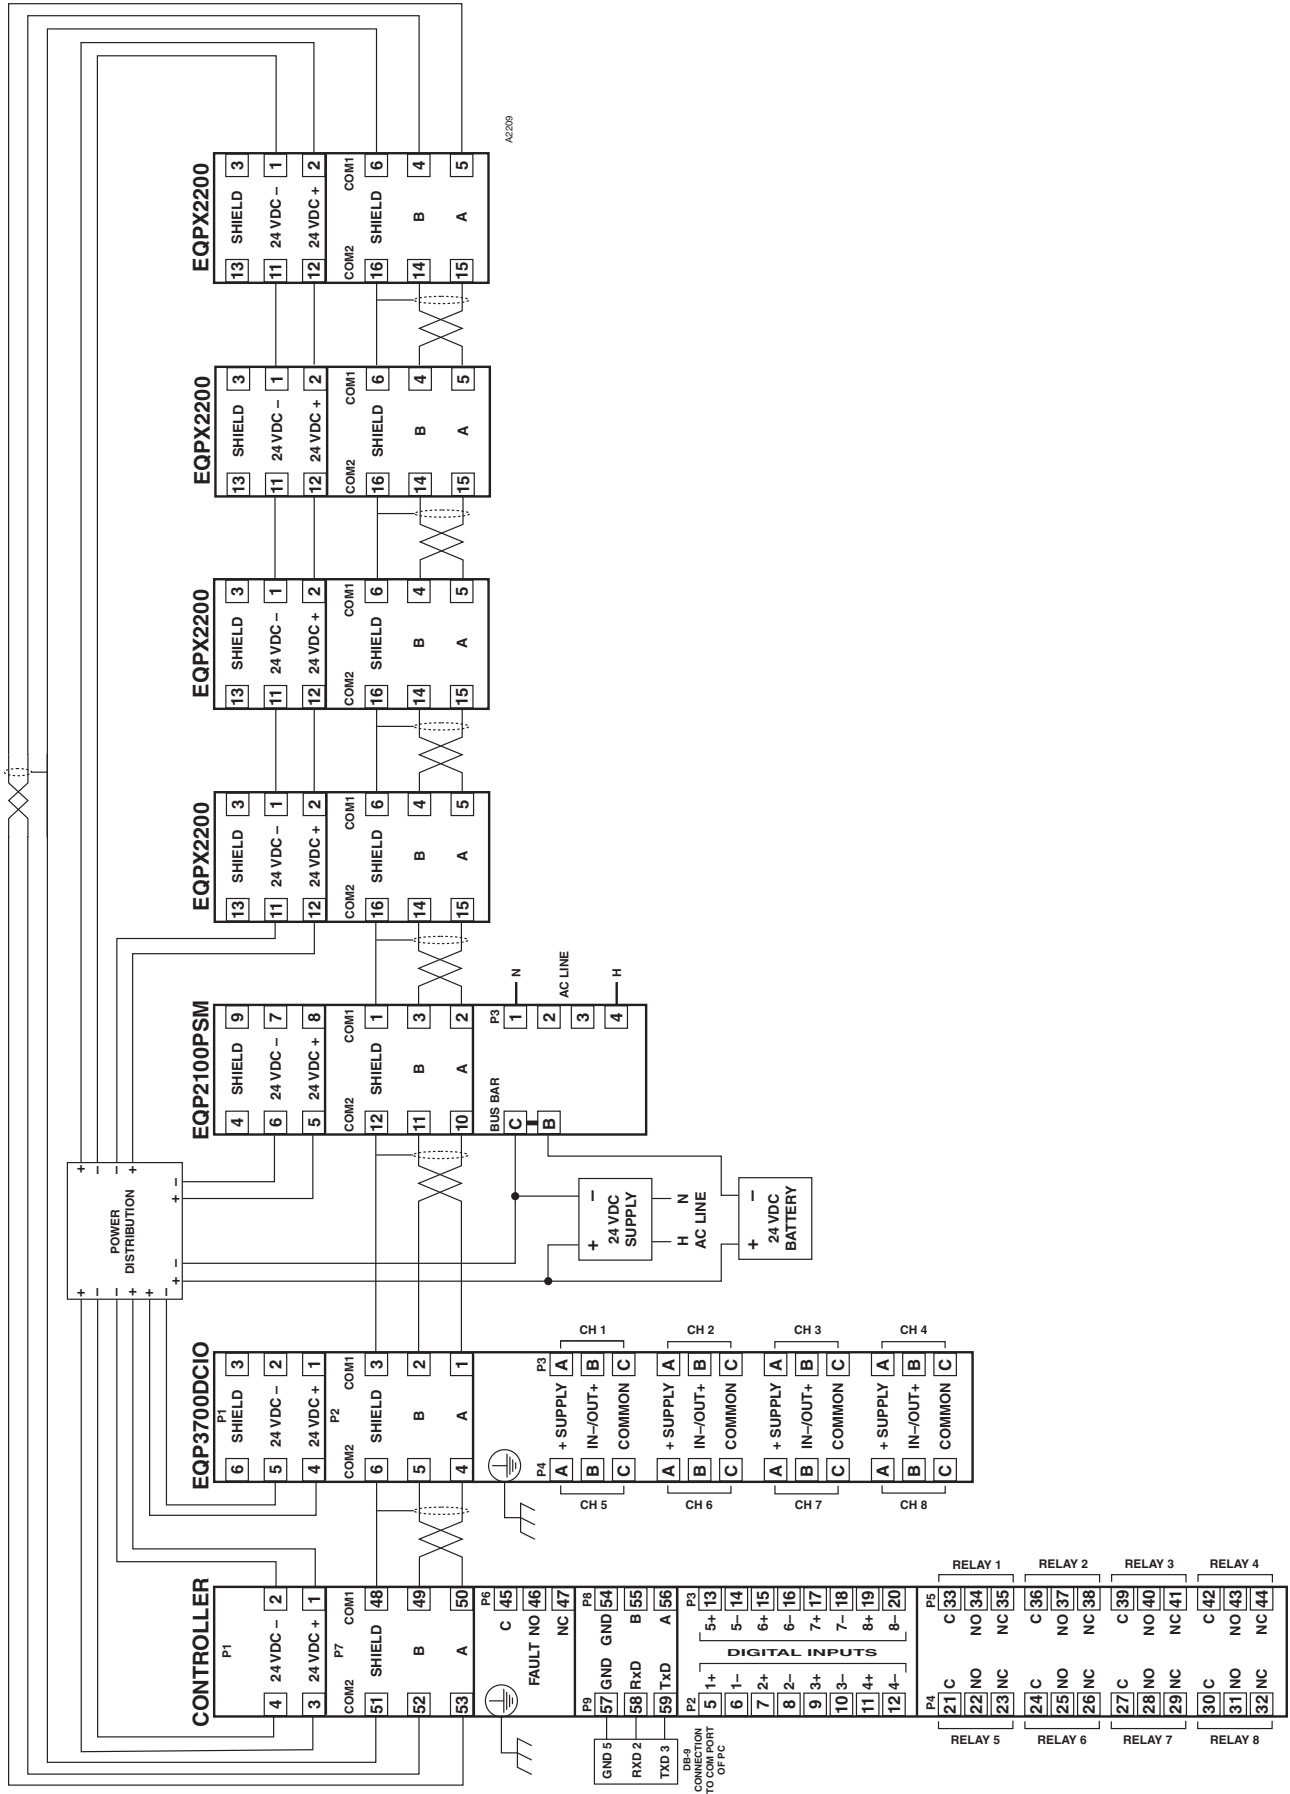 CONTROLLER
P1
4 24 VDC – 2
3 24 VDC + 1
P7
COM2 COM1
51 SHIELD 48
52 B 49
53 A 50
P6
C 45
FAULT NO 46
NC 47
P9 P8
57 GND GND 54
58 RxD B 55
59 TxD A 56
GND 5
RXD 2
TXD 3
DB-9
CONNECTION
TO COM PORT
OF PC
P2 P3
5 1+ 5+ 13
6 1– 5– 14
7 2+ 6+ 15
8 2– 6– 16
9 3+ 7+ 17
10 3– 7– 18
11 4+ 8+ 19
12 4– 8– 20
DIGITAL INPUTS
P4 P5
21 C C 33
22 NO NO 34
23 NC NC 35
24 C C 36
25 NO NO 37
26 NC NC 38
27 C C 39
28 NO NO 40
29 NC NC 41
30 C C 42
31 NO NO 43
32 NC NC 44
RELAY 5
RELAY 6
RELAY 7
RELAY 8
RELAY 1
RELAY 2
RELAY 3
RELAY 4
EQP3700DCIO
P1
6 SHIELD 3
5 24 VDC – 2
4 24 VDC + 1
P2
COM2 COM1
6 SHIELD 3
5 B 2
4 A 1
P4 P3
A + SUPPLY A
B IN–/OUT+ B
C COMMON C
A + SUPPLY A
B IN–/OUT+ B
C COMMON C
A + SUPPLY A
B IN–/OUT+ B
C COMMON C
A + SUPPLY A
B IN–/OUT+ B
C COMMON C
CH 5
CH 6
CH 7
CH 8
CH 1
CH 2
CH 3
CH 4
POWER
DISTRIBUTION
+ – – + + –
+ –
+ –
+ – – +
+ –
24 VDC
SUPPLY
H N
AC LINE
+ –
24 VDC
BATTERY
EQP2100PSM
4 SHIELD 9
6 24 VDC – 7
5 24 VDC + 8
COM2 COM1
12 SHIELD 1
11 B 3
10 A 2
BUS BAR P3
C 1 N
B 2
AC LINE
3
4 H
EQPX2200
13 SHIELD 3
11 24 VDC – 1
12 24 VDC + 2
COM2 COM1
16 SHIELD 6
14 B 4
15 A 5
EQPX2200
13 SHIELD 3
11 24 VDC – 1
12 24 VDC + 2
COM2 COM1
16 SHIELD 6
14 B 4
15 A 5
EQPX2200
13 SHIELD 3
11 24 VDC – 1
12 24 VDC + 2
COM2 COM1
16 SHIELD 6
14 B 4
15 A 5
EQPX2200
13 SHIELD 3
11 24 VDC – 1
12 24 VDC + 2
COM2 COM1
16 SHIELD 6
14 B 4
15 A 5
A2209